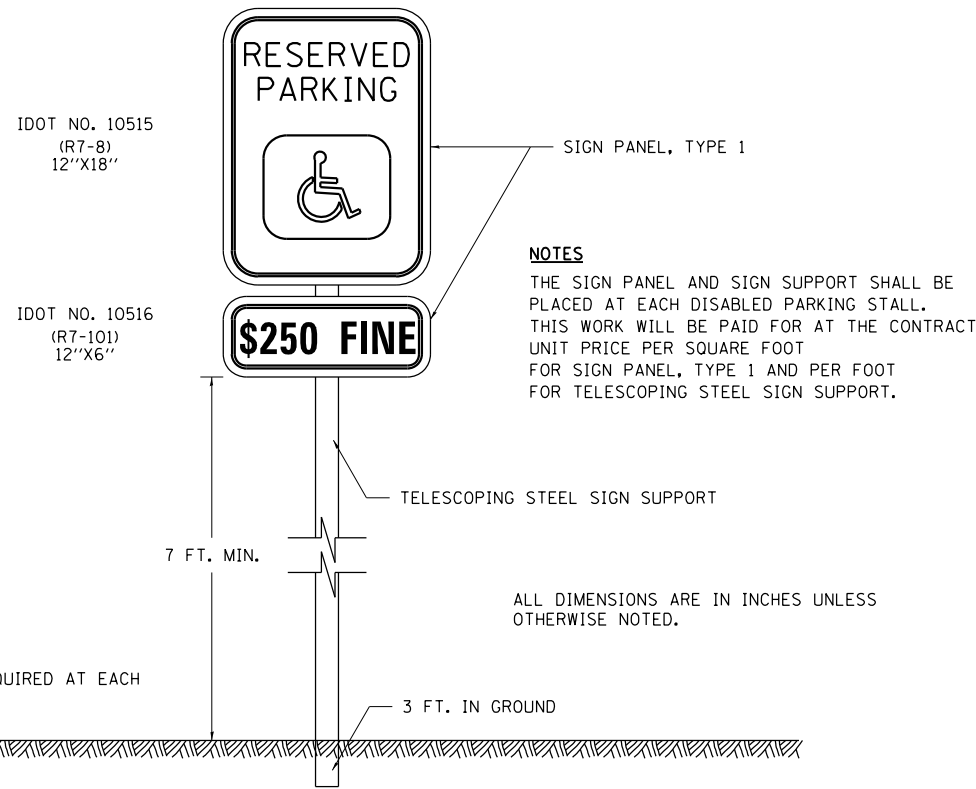 RESERVED
PARKING
IDOT NO. 10515
(R7-8)
12''X18''
SIGN PANEL, TYPE 1
IDOT NO. 10516
(R7-101)
12''X6''
$250 FINE
NOTES
THE SIGN PANEL AND SIGN SUPPORT SHALL BE
PLACED AT EACH DISABLED PARKING STALL.
THIS WORK WILL BE PAID FOR AT THE CONTRACT
UNIT PRICE PER SQUARE FOOT
FOR SIGN PANEL, TYPE 1 AND PER FOOT
FOR TELESCOPING STEEL SIGN SUPPORT.
TELESCOPING STEEL SIGN SUPPORT
7 FT. MIN.
ALL DIMENSIONS ARE IN INCHES UNLESS
OTHERWISE NOTED.
AT EACH
3 FT. IN GROUND